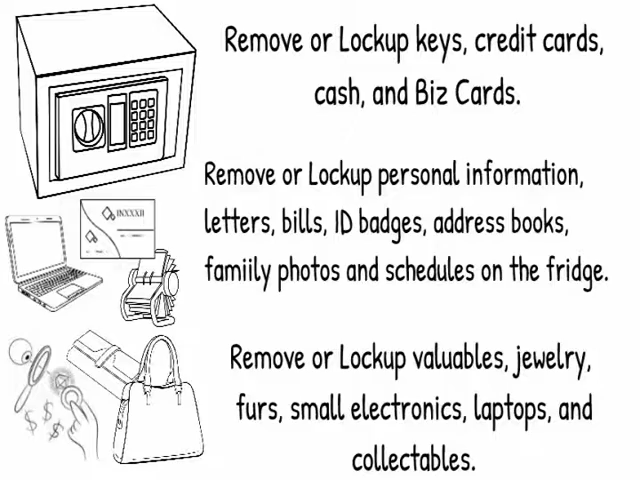 Remove or Lockup keys, credit cards,
cash, and Biz Cards.
Remove or Lockup personal information,
letters, bills, ID badges, address books,
famiily photos and schedules on the fridge.
Remove or Lockup valuables, jewelry,
furs, small electronics, laptops, and
collectables.